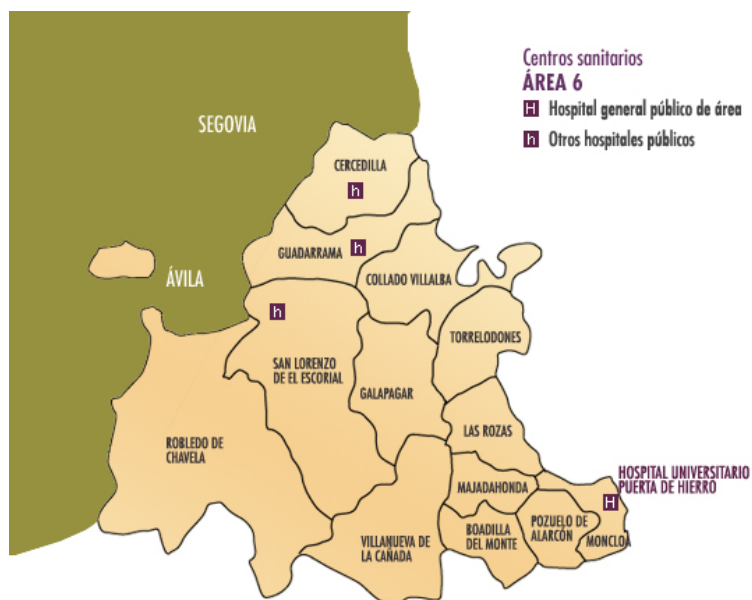 Centros sanitarios
ÁREA 6
H Hospital general público de área
h Otros hospitales públicos
SEGOVIA
CERCEDILLA
h
GUADARRAMA
h
COLLADO VILLALBA
ÁVILA
h
TORRELODONES
SAN LORENZO
DE EL ESCORIAL
GALAPAGAR
LAS ROZAS
ROBLEDO DE
CHAVELA
HOSPITAL UNIVERSITARIO
PUERTA DE HIERRO
MAJADAHONDA
H
VILLANUEVA DE
LA CAÑADA
BOADILLA
DEL MONTE
POZUELO DE
ALARCÓN
MONCLOA